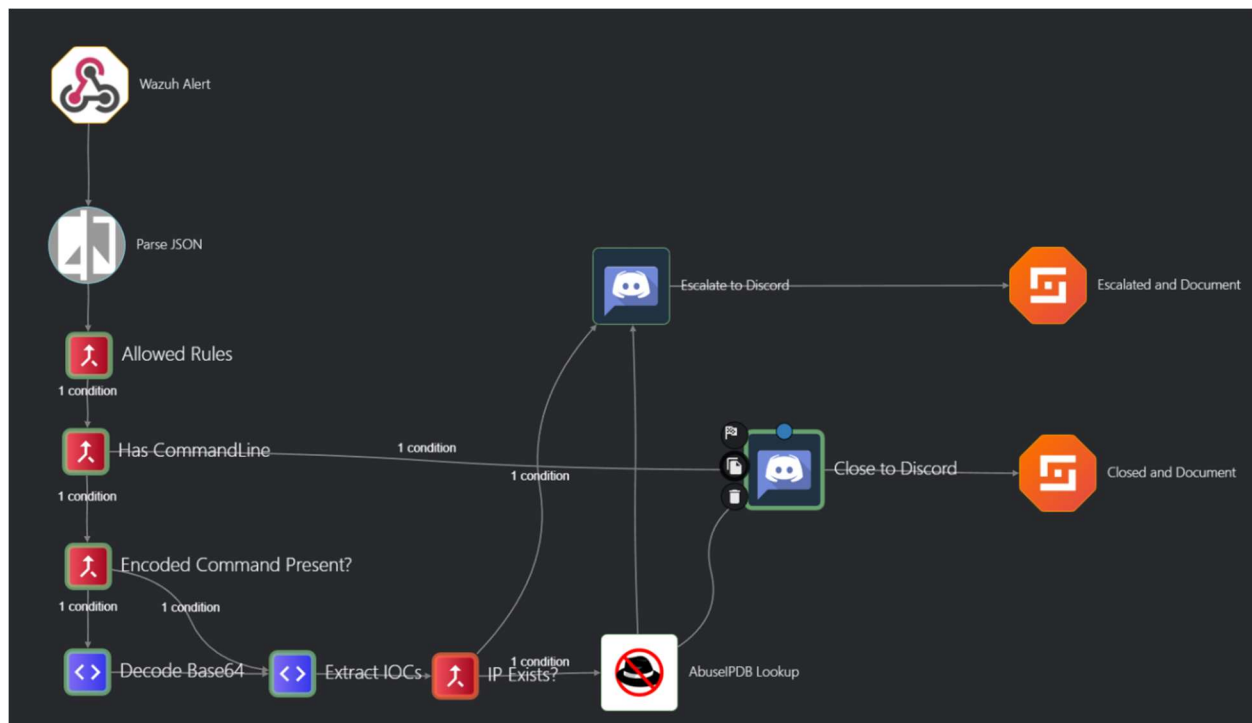 Wazuh Alert
Parse JSON
Escalate to Discord
Escalated and Document
Allowed Rules
1 condition
Has CommandLine
1 condition
1 condition
Close to Discord
Closed and Document
1 condition
Encoded Command Present?
1 condition
1 condition
Decode Base64
Extract IOCs
IP Exists?
1 condition
AbuseIPDB Lookup